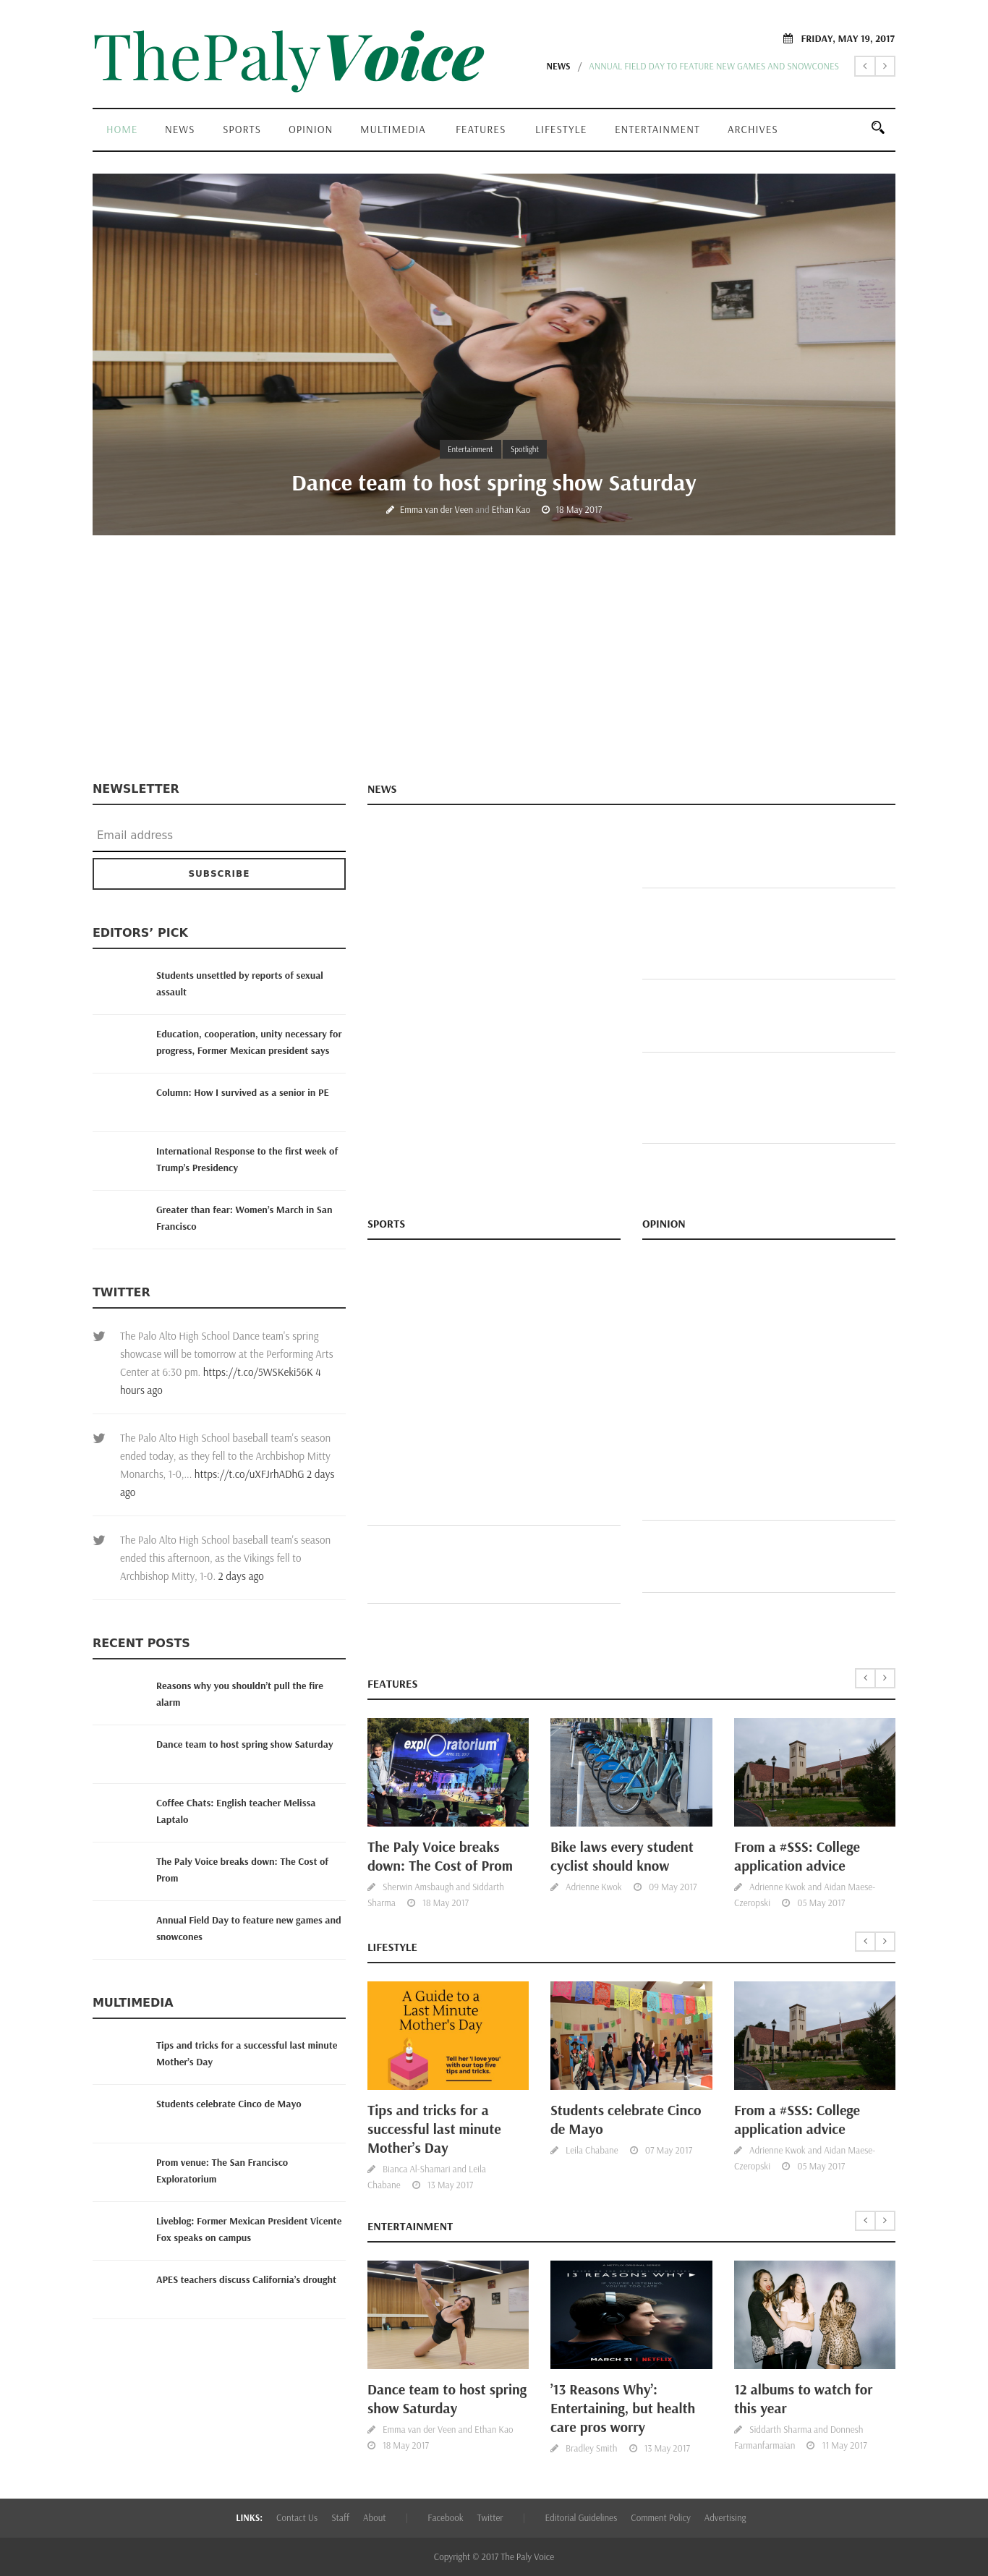 ThePalyVoice
FRIDAY, MAY 19, 2017
NEWS / ANNUAL FIELD DAY TO FEATURE NEW GAMES AND SNOWCONES
HOME NEWS SPORTS OPINION MULTIMEDIA FEATURES LIFESTYLE ENTERTAINMENT ARCHIVES
Entertainment Spotlight
Dance team to host spring show Saturday
Emma van der Veen and Ethan Kao 18 May 2017
NEWSLETTER
Email address
SUBSCRIBE
EDITORS’ PICK
Students unsettled by reports of sexual
assault
Education, cooperation, unity necessary for
progress, Former Mexican president says
Column: How I survived as a senior in PE
International Response to the first week of
Trump’s Presidency
Greater than fear: Women’s March in San
Francisco
TWITTER
The Palo Alto High School Dance team's spring
showcase will be tomorrow at the Performing Arts
Center at 6:30 pm. https://t.co/5WSKeki56K 4
hours ago
The Palo Alto High School baseball team's season
ended today, as they fell to the Archbishop Mitty
Monarchs, 1-0,... https://t.co/uXFJrhADhG 2 days
ago
The Palo Alto High School baseball team's season
ended this afternoon, as the Vikings fell to
Archbishop Mitty, 1-0. 2 days ago
RECENT POSTS
Reasons why you shouldn’t pull the fire
alarm
Dance team to host spring show Saturday
Coffee Chats: English teacher Melissa
Laptalo
The Paly Voice breaks down: The Cost of
Prom
Annual Field Day to feature new games and
snowcones
MULTIMEDIA
Tips and tricks for a successful last minute
Mother’s Day
Students celebrate Cinco de Mayo
Prom venue: The San Francisco
Exploratorium
Liveblog: Former Mexican President Vicente
Fox speaks on campus
APES teachers discuss California’s drought
NEWS
SPORTS
OPINION
FEATURES
explOratorium®
The Paly Voice breaks
down: The Cost of Prom
Sherwin Amsbaugh and Siddarth
Sharma 18 May 2017
Bike laws every student
cyclist should know
Adrienne Kwok 09 May 2017
From a #SSS: College
application advice
Adrienne Kwok and Aidan Maese-
Czeropski 05 May 2017
LIFESTYLE
A Guide to a
Last Minute
Mother's Day
Tell her 'I love you'
with our top five
tips and tricks.
Tips and tricks for a
successful last minute
Mother’s Day
Bianca Al-Shamari and Leila
Chabane 13 May 2017
Students celebrate Cinco
de Mayo
Leila Chabane 07 May 2017
From a #SSS: College
application advice
Adrienne Kwok and Aidan Maese-
Czeropski 05 May 2017
ENTERTAINMENT
Dance team to host spring
show Saturday
Emma van der Veen and Ethan Kao
18 May 2017
A NETFLIX ORIGINAL SERIES
13 REASONS WHY
MARCH 31 | NETFLIX
’13 Reasons Why’:
Entertaining, but health
care pros worry
Bradley Smith 13 May 2017
12 albums to watch for
this year
Siddarth Sharma and Donnesh
Farmanfarmaian 11 May 2017
LINKS: Contact Us Staff About | Facebook Twitter | Editorial Guidelines Comment Policy Advertising
Copyright © 2017 The Paly Voice